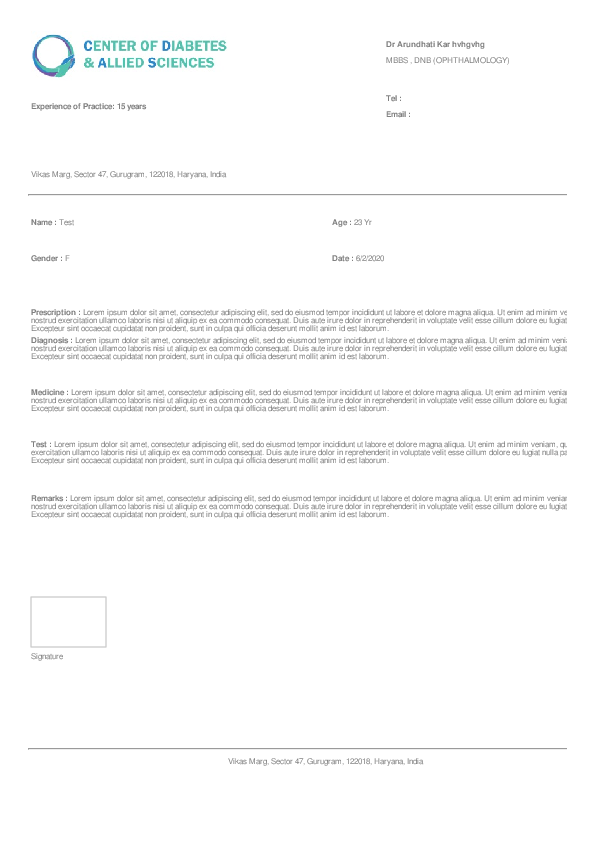 CENTER OF DIABETES
& ALLIED SCIENCES
Dr Arundhati Kar hvhgvhg
MBBS , DNB (OPHTHALMOLOGY)
Experience of Practice: 15 years
Tel :
Email :
Vikas Marg, Sector 47, Gurugram, 122018, Haryana, India
Name : Test
Age : 23 Yr
Gender : F
Date : 6/2/2020
Prescription : Lorem ipsum dolor sit amet, consectetur adipiscing elit, sed do eiusmod tempor incididunt ut labore et dolore magna aliqua. Ut enim ad minim ve
nostrud exercitation ullamco laboris nisi ut aliquip ex ea commodo consequat. Duis aute irure dolor in reprehenderit in voluptate velit esse cillum dolore eu fugiat
Excepteur sint occaecat cupidatat non proident, sunt in culpa qui officia deserunt mollit anim id est laborum.
Diagnosis : Lorem ipsum dolor sit amet, consectetur adipiscing elit, sed do eiusmod tempor incididunt ut labore et dolore magna aliqua. Ut enim ad minim veni
nostrud exercitation ullamco laboris nisi ut aliquip ex ea commodo consequat. Duis aute irure dolor in reprehenderit in voluptate velit esse cillum dolore eu fugiat
Excepteur sint occaecat cupidatat non proident, sunt in culpa qui officia deserunt mollit anim id est laborum.
Medicine : Lorem ipsum dolor sit amet, consectetur adipiscing elit, sed do eiusmod tempor incididunt ut labore et dolore magna aliqua. Ut enim ad minim venia
nostrud exercitation ullamco laboris nisi ut aliquip ex ea commodo consequat. Duis aute irure dolor in reprehenderit in voluptate velit esse cillum dolore eu fugiat
Excepteur sint occaecat cupidatat non proident, sunt in culpa qui officia deserunt mollit anim id est laborum.
Test : Lorem ipsum dolor sit amet, consectetur adipiscing elit, sed do eiusmod tempor incididunt ut labore et dolore magna aliqua. Ut enim ad minim veniam, qu
exercitation ullamco laboris nisi ut aliquip ex ea commodo consequat. Duis aute irure dolor in reprehenderit in voluptate velit esse cillum dolore eu fugiat nulla pa
Excepteur sint occaecat cupidatat non proident, sunt in culpa qui officia deserunt mollit anim id est laborum.
Remarks : Lorem ipsum dolor sit amet, consectetur adipiscing elit, sed do eiusmod tempor incididunt ut labore et dolore magna aliqua. Ut enim ad minim veniam
nostrud exercitation ullamco laboris nisi ut aliquip ex ea commodo consequat. Duis aute irure dolor in reprehenderit in voluptate velit esse cillum dolore eu fugiat
Excepteur sint occaecat cupidatat non proident, sunt in culpa qui officia deserunt mollit anim id est laborum.
Signature
Vikas Marg, Sector 47, Gurugram, 122018, Haryana, India